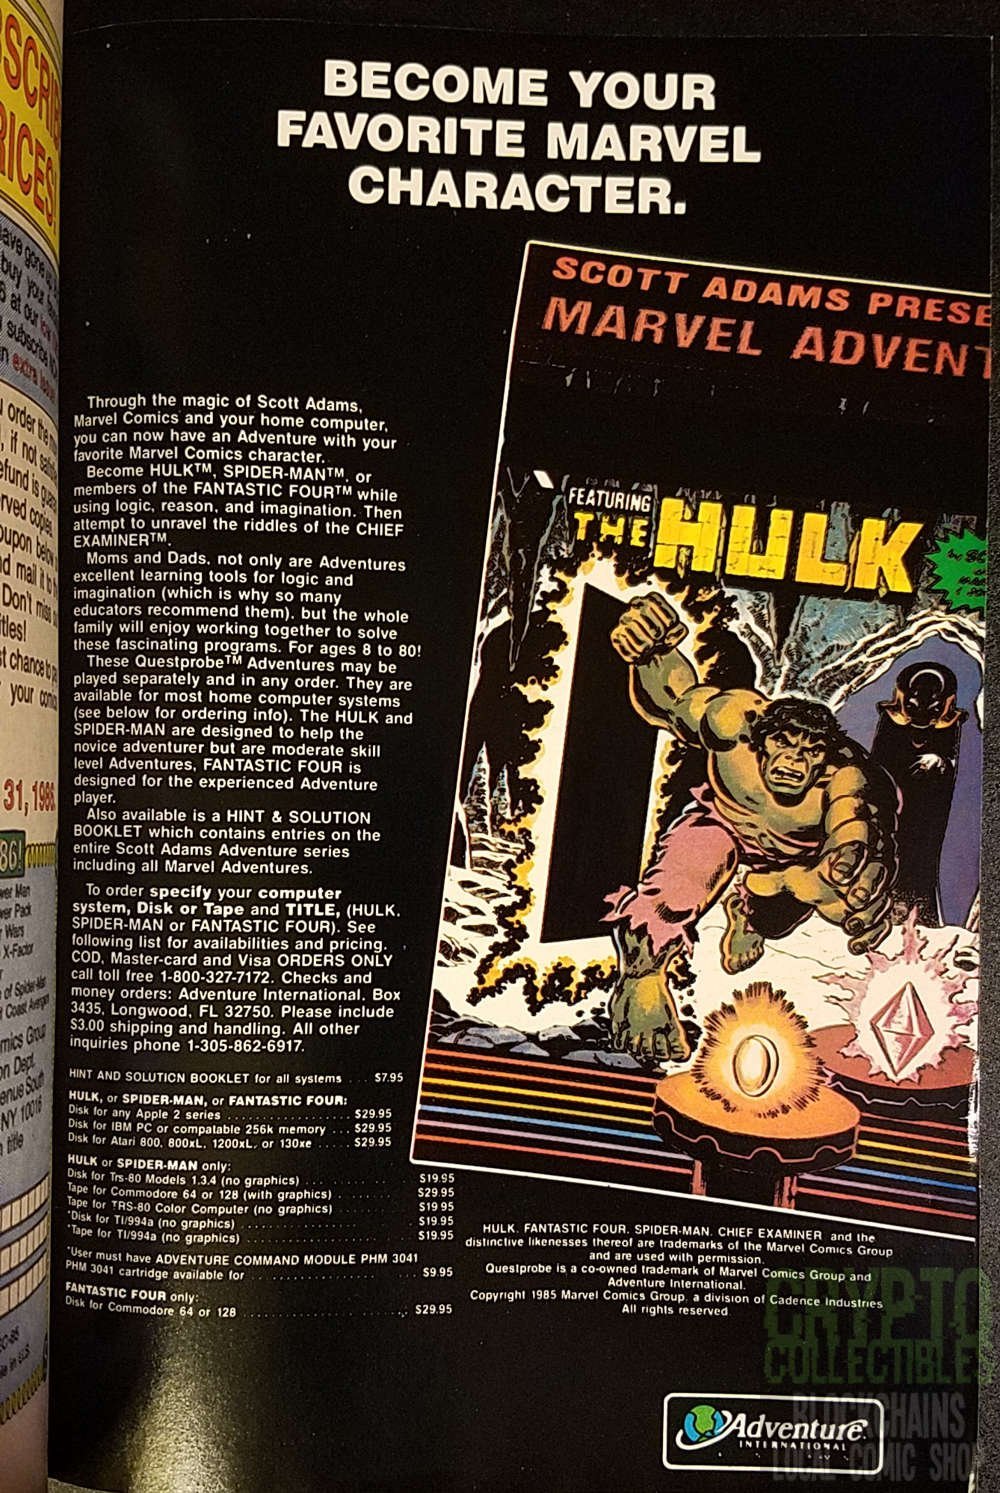 BECOME YOUR
FAVORITE MARVEL
CHARACTER.
SCOTT ADAMS PRESE
MARVEL ADVENT
FEATURING
THE HULK
Through the magic of Scott Adams,
Marvel Comics and your home computer,
you can now have an Adventure with your
favorite Marvel Comics character.
Become HULK™, SPIDER-MAN™, or
members of the FANTASTIC FOUR™ while
using logic, reason, and imagination. Then
attempt to unravel the riddles of the CHIEF
EXAMINER™.
Moms and Dads, not only are Adventures
excellent learning tools for logic and
imagination (which is why so many
educators recommend them), but the whole
family will enjoy working together to solve
these fascinating programs. For ages 8 to 80!
These Questprobe™ Adventures may be
played separately and in any order. They are
available for most home computer systems
(see below for ordering info). The HULK and
SPIDER-MAN are designed to help the
novice adventurer but are moderate skill
level Adventures, FANTASTIC FOUR is
designed for the experienced Adventure
player.
Also available is a HINT & SOLUTION
BOOKLET which contains entries on the
entire Scott Adams Adventure series
including all Marvel Adventures.
To order specify your computer
system, Disk or Tape and TITLE, (HULK,
SPIDER-MAN or FANTASTIC FOUR). See
following list for availabilities and pricing.
COD, Master-card and Visa ORDERS ONLY
call toll free 1-800-327-7172. Checks and
money orders: Adventure International, Box
3435, Longwood, FL 32750. Please include
$3.00 shipping and handling. All other
inquiries phone 1-305-862-6917.
HINT AND SOLUTION BOOKLET for all systems . . . $7.95
HULK, or SPIDER-MAN, or FANTASTIC FOUR:
Disk for any Apple 2 series . . . . . . . . . . . . . . . . . . $29.95
Disk for IBM PC or compatable 256k memory . . . $29.95
Disk for Atari 800, 800xL, 1200xL, or 130xe . . . . . $29.95
HULK or SPIDER-MAN only:
Disk for Trs-80 Models 1.3.4 (no graphics) . . . . . . . . . . $19.95
Tape for Commodore 64 or 128 (with graphics) . . . . . . . . $29.95
Tape for TRS-80 Color Computer (no graphics) . . . . . . . . $19.95
*Disk for TI/994a (no graphics) . . . . . . . . . . . . . . . . $19.95
*Tape for TI/994a (no graphics) . . . . . . . . . . . . . . . . $19.95
*User must have ADVENTURE COMMAND MODULE PHM 3041
PHM 3041 cartridge available for . . . . . . . . . . . . . . . $9.95
FANTASTIC FOUR only:
Disk for Commodore 64 or 128 . . . . . . . . . . . . . . . . $29.95
HULK, FANTASTIC FOUR, SPIDER-MAN, CHIEF EXAMINER and the
distinctive likenesses thereof are trademarks of the Marvel Comics Group
and are used with permission.
Questprobe is a co-owned trademark of Marvel Comics Group and
Adventure International.
Copyright 1985 Marvel Comics Group, a division of Cadence Industries
All rights reserved.
Adventure
INTERNATIONAL
CRYPTO
COLLECTIBLES
BLOCKCHAINS
LOCAL COMIC SHO
31, 1986
X-Factor
NY 10016